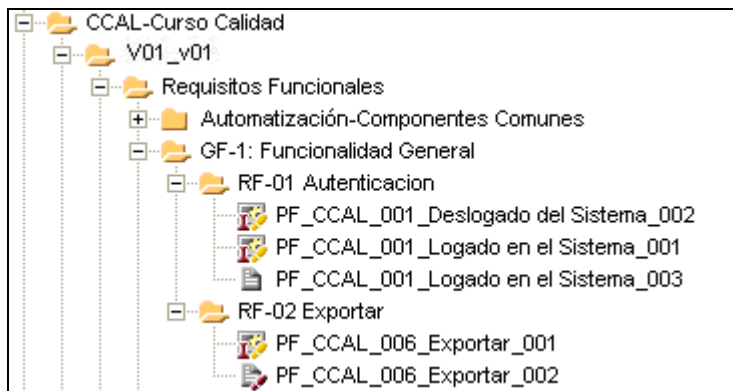 CCAL-Curso Calidad
V01_v01
Requisitos Funcionales
Automatización-Componentes Comunes
GF-1: Funcionalidad General
RF-01 Autenticacion
PF_CCAL_001_Deslogado del Sistema_002
PF_CCAL_001_Logado en el Sistema_001
PF_CCAL_001_Logado en el Sistema_003
RF-02 Exportar
PF_CCAL_006_Exportar_001
PF_CCAL_006_Exportar_002